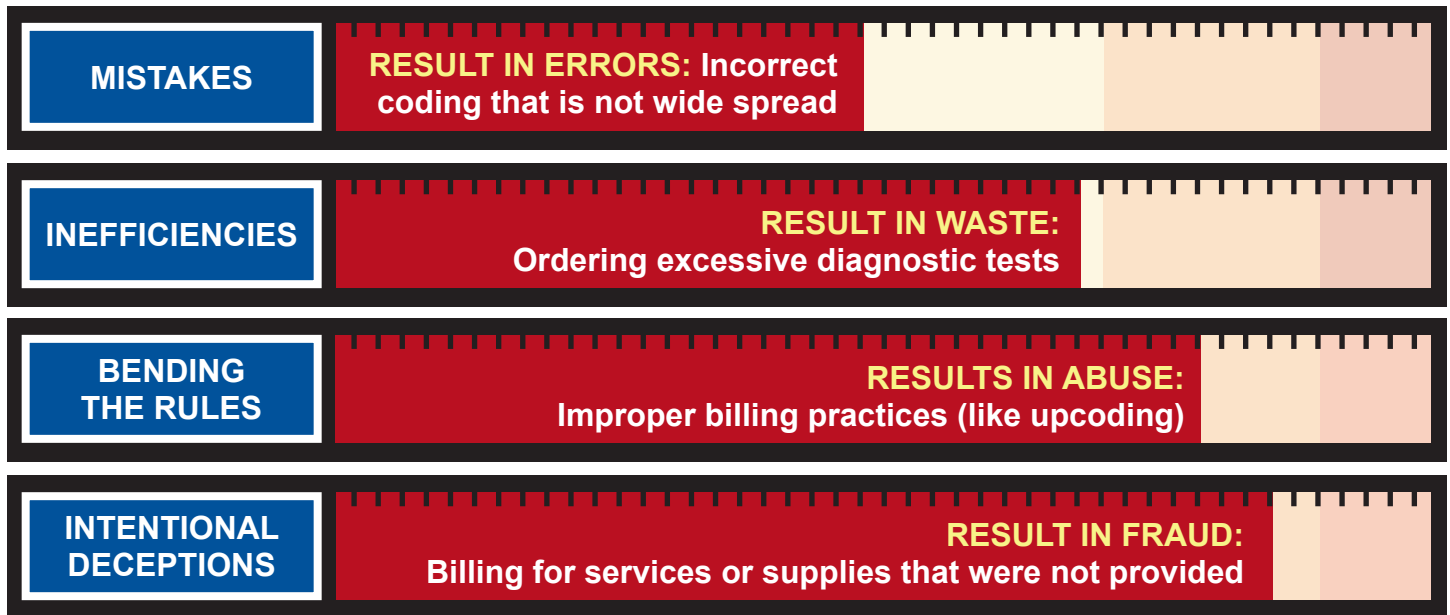 MISTAKES
RESULT IN ERRORS: Incorrect
coding that is not wide spread
INEFFICIENCIES
RESULT IN WASTE:
Ordering excessive diagnostic tests
BENDING
THE RULES
RESULTS IN ABUSE:
Improper billing practices (like upcoding)
INTENTIONAL
DECEPTIONS
RESULT IN FRAUD:
Billing for services or supplies that were not provided